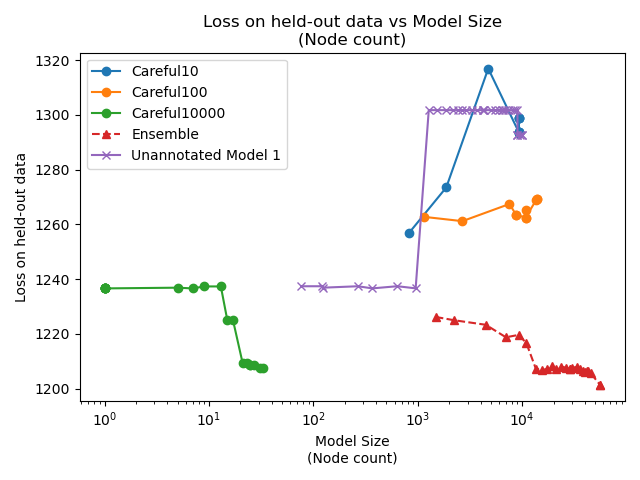 Loss on held-out data vs Model Size
(Node count)
Loss on held-out data
1320
1300
1280
1260
1240
1220
1200
Careful10
Careful100
Careful10000
Ensemble
Unannotated Model 1
10⁰
10¹
10²
10³
10⁴
Model Size
(Node count)